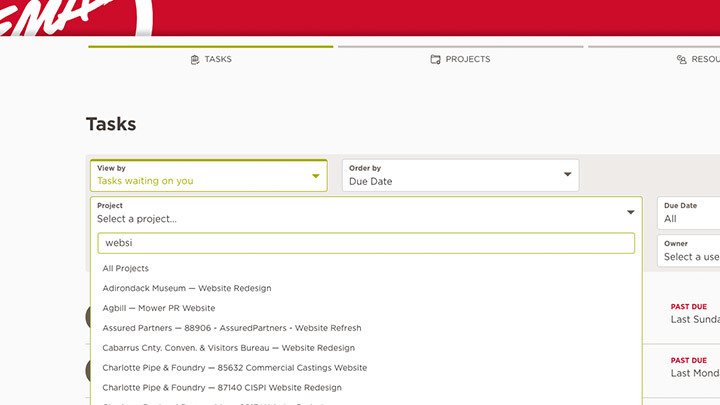 EMA
TASKS
PROJECTS
RESOU
Tasks
View by
Tasks waiting on you
Order by
Due Date
Project
Select a project...
Due Date
All
websi
Owner
Select a use
All Projects
Adirondack Museum — Website Redesign
Agbill — Mower PR Website
PAST DUE
Last Sunda
Assured Partners — 88906 - AssuredPartners - Website Refresh
Cabarrus Cnty. Conven. & Visitors Bureau — Website Redesign
PAST DUE
Last Mond
Charlotte Pipe & Foundry — 85632 Commercial Castings Website
Charlotte Pipe & Foundry — 87140 CISPI Website Redesign